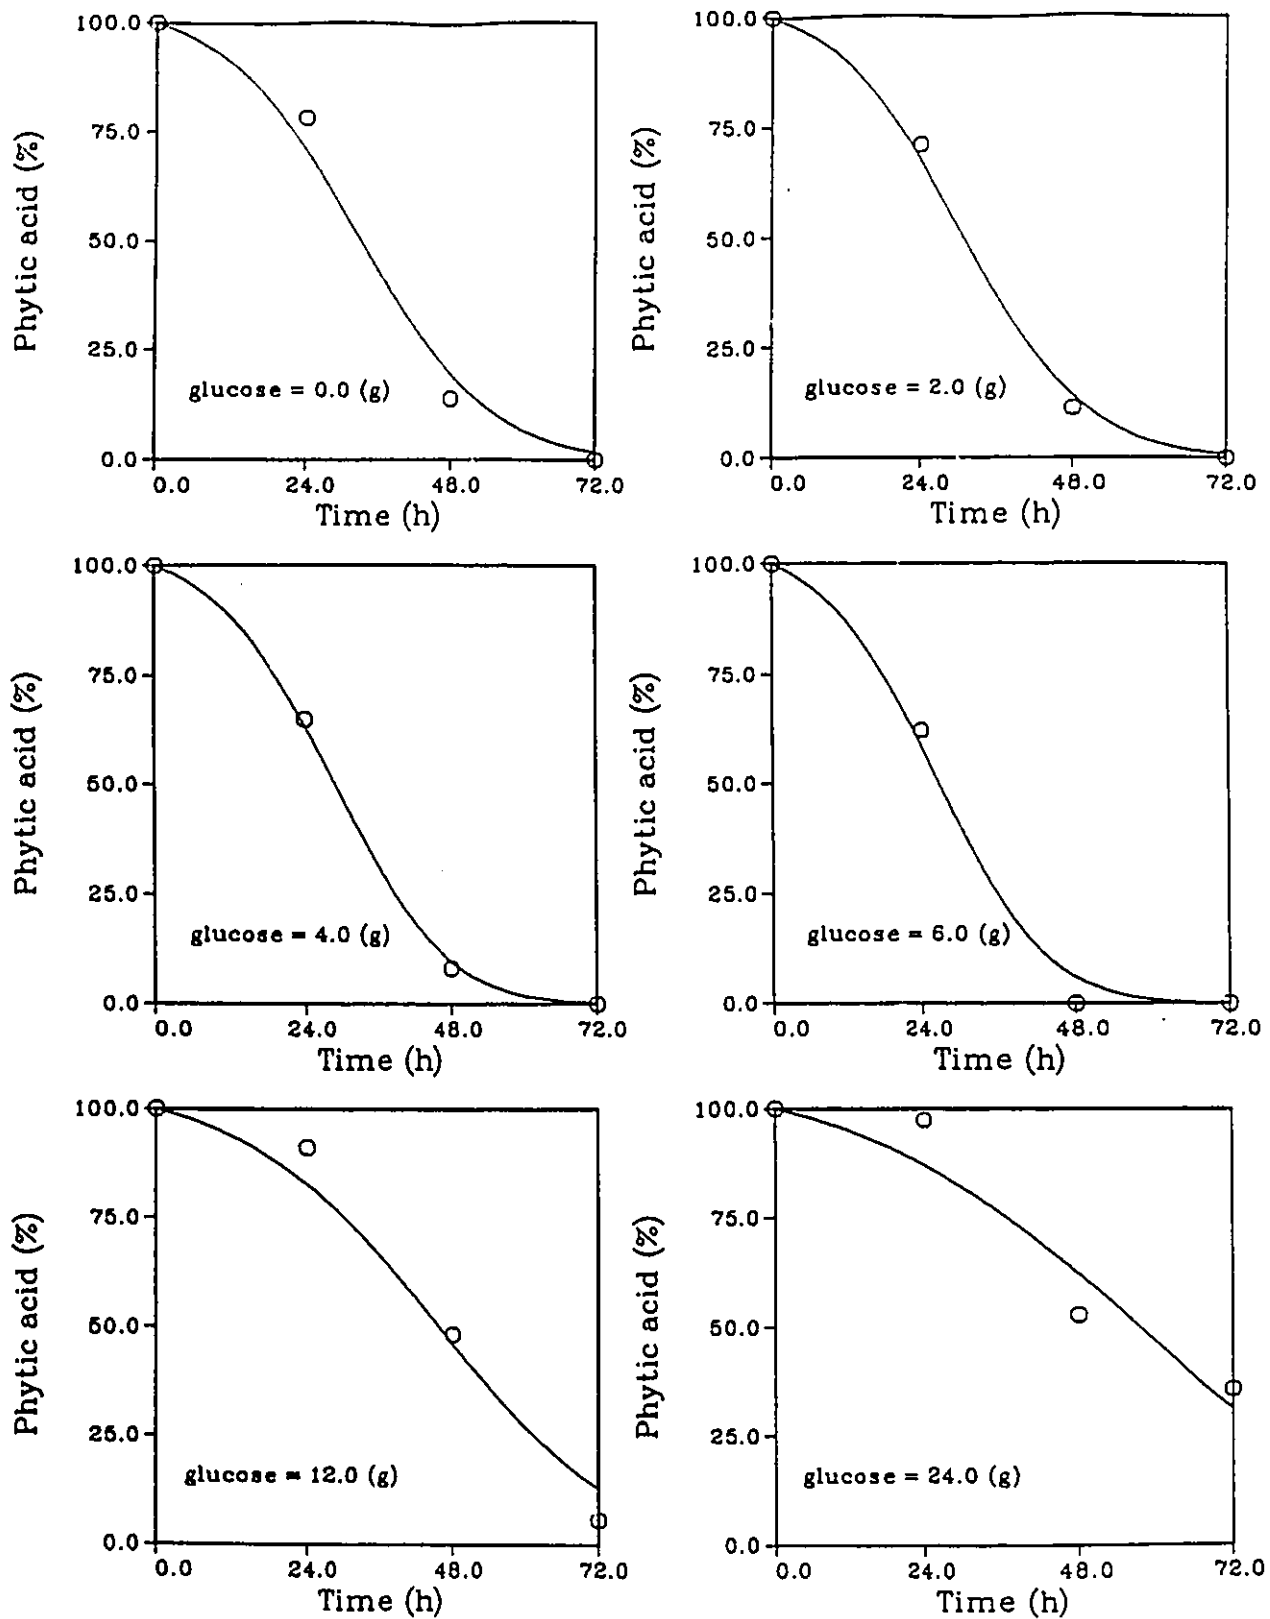 100.0
75.0
50.0
25.0
0.0
Phytic acid (%)
glucose = 0.0 (g)
0.0 24.0 48.0 72.0
Time (h)
100.0
75.0
50.0
25.0
0.0
Phytic acid (%)
glucose = 2.0 (g)
0.0 24.0 48.0 72.0
Time (h)
100.0
75.0
50.0
25.0
0.0
Phytic acid (%)
glucose = 4.0 (g)
0.0 24.0 48.0 72.0
Time (h)
100.0
75.0
50.0
25.0
0.0
Phytic acid (%)
glucose = 6.0 (g)
0.0 24.0 48.0 72.0
Time (h)
100.0
75.0
50.0
25.0
0.0
Phytic acid (%)
glucose = 12.0 (g)
0.0 24.0 48.0 72.0
Time (h)
100.0
75.0
50.0
25.0
0.0
Phytic acid (%)
glucose = 24.0 (g)
0.0 24.0 48.0 72.0
Time (h)